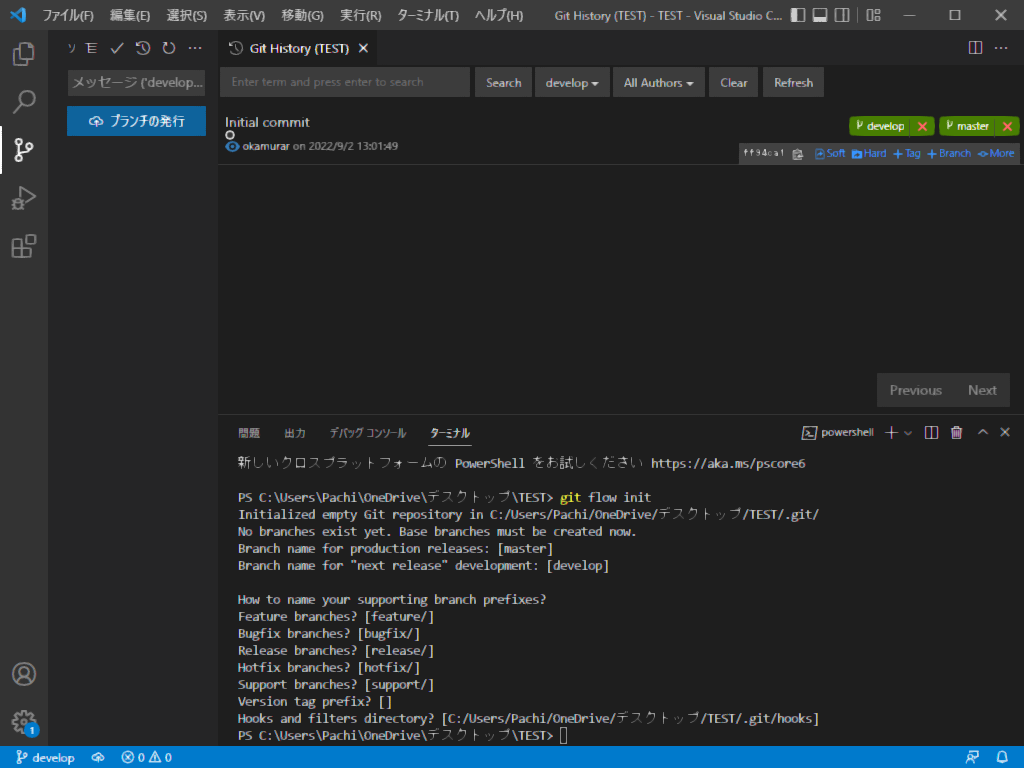 ファイル(F) 編集(E) 選択(S) 表示(V) 移動(G) 実行(R) ターミナル(T) ヘルプ(H) Git History (TEST) - TEST - Visual Studio C...
Git History (TEST)
メッセージ ('develop...
ブランチの発行
Enter term and press enter to search Search develop All Authors Clear Refresh
Initial commit
develop master
okamurar on 2022/9/2 13:01:49
Soft Hard + Tag + Branch More
Previous Next
問題 出力 デバッグ コンソール ターミナル powershell
新しいクロスプラットフォームの PowerShell をお試しください https://aka.ms/pscore6
PS C:\Users\Pachi\OneDrive\デスクトップ\TEST> git flow init
Initialized empty Git repository in C:/Users/Pachi/OneDrive/デスクトップ/TEST/.git/
No branches exist yet. Base branches must be created now.
Branch name for production releases: [master]
Branch name for "next release" development: [develop]
How to name your supporting branch prefixes?
Feature branches? [feature/]
Bugfix branches? [bugfix/]
Release branches? [release/]
Hotfix branches? [hotfix/]
Support branches? [support/]
Version tag prefix? []
Hooks and filters directory? [C:/Users/Pachi/OneDrive/デスクトップ/TEST/.git/hooks]
PS C:\Users\Pachi\OneDrive\デスクトップ\TEST>
1
develop 0 0